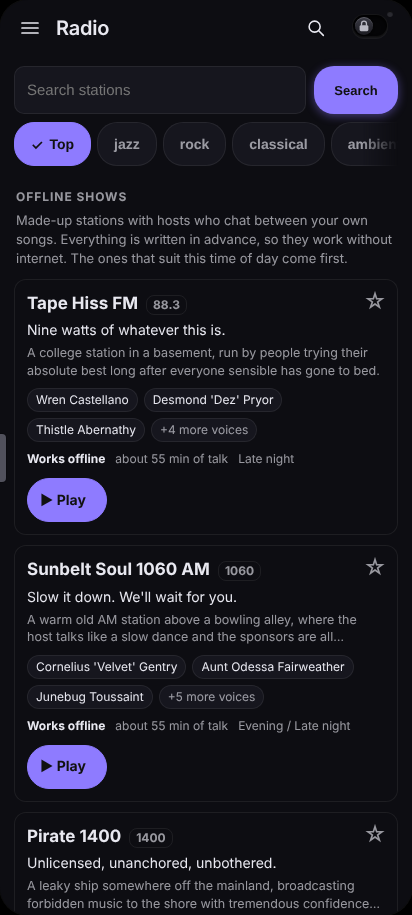 Radio
Search stations
Search
Top
jazz
rock
classical
ambien
OFFLINE SHOWS
Made-up stations with hosts who chat between your own
songs. Everything is written in advance, so they work without
internet. The ones that suit this time of day come first.
Tape Hiss FM 88.3
Nine watts of whatever this is.
A college station in a basement, run by people trying their
absolute best long after everyone sensible has gone to bed.
Wren Castellano
Desmond 'Dez' Pryor
Thistle Abernathy
+4 more voices
Works offline about 55 min of talk Late night
Play
Sunbelt Soul 1060 AM 1060
Slow it down. We'll wait for you.
A warm old AM station above a bowling alley, where the
host talks like a slow dance and the sponsors are all...
Cornelius 'Velvet' Gentry
Aunt Odessa Fairweather
Junebug Toussaint
+5 more voices
Works offline about 55 min of talk Evening / Late night
Play
Pirate 1400 1400
Unlicensed, unanchored, unbothered.
A leaky ship somewhere off the mainland, broadcasting
forbidden music to the shore with tremendous confidence...